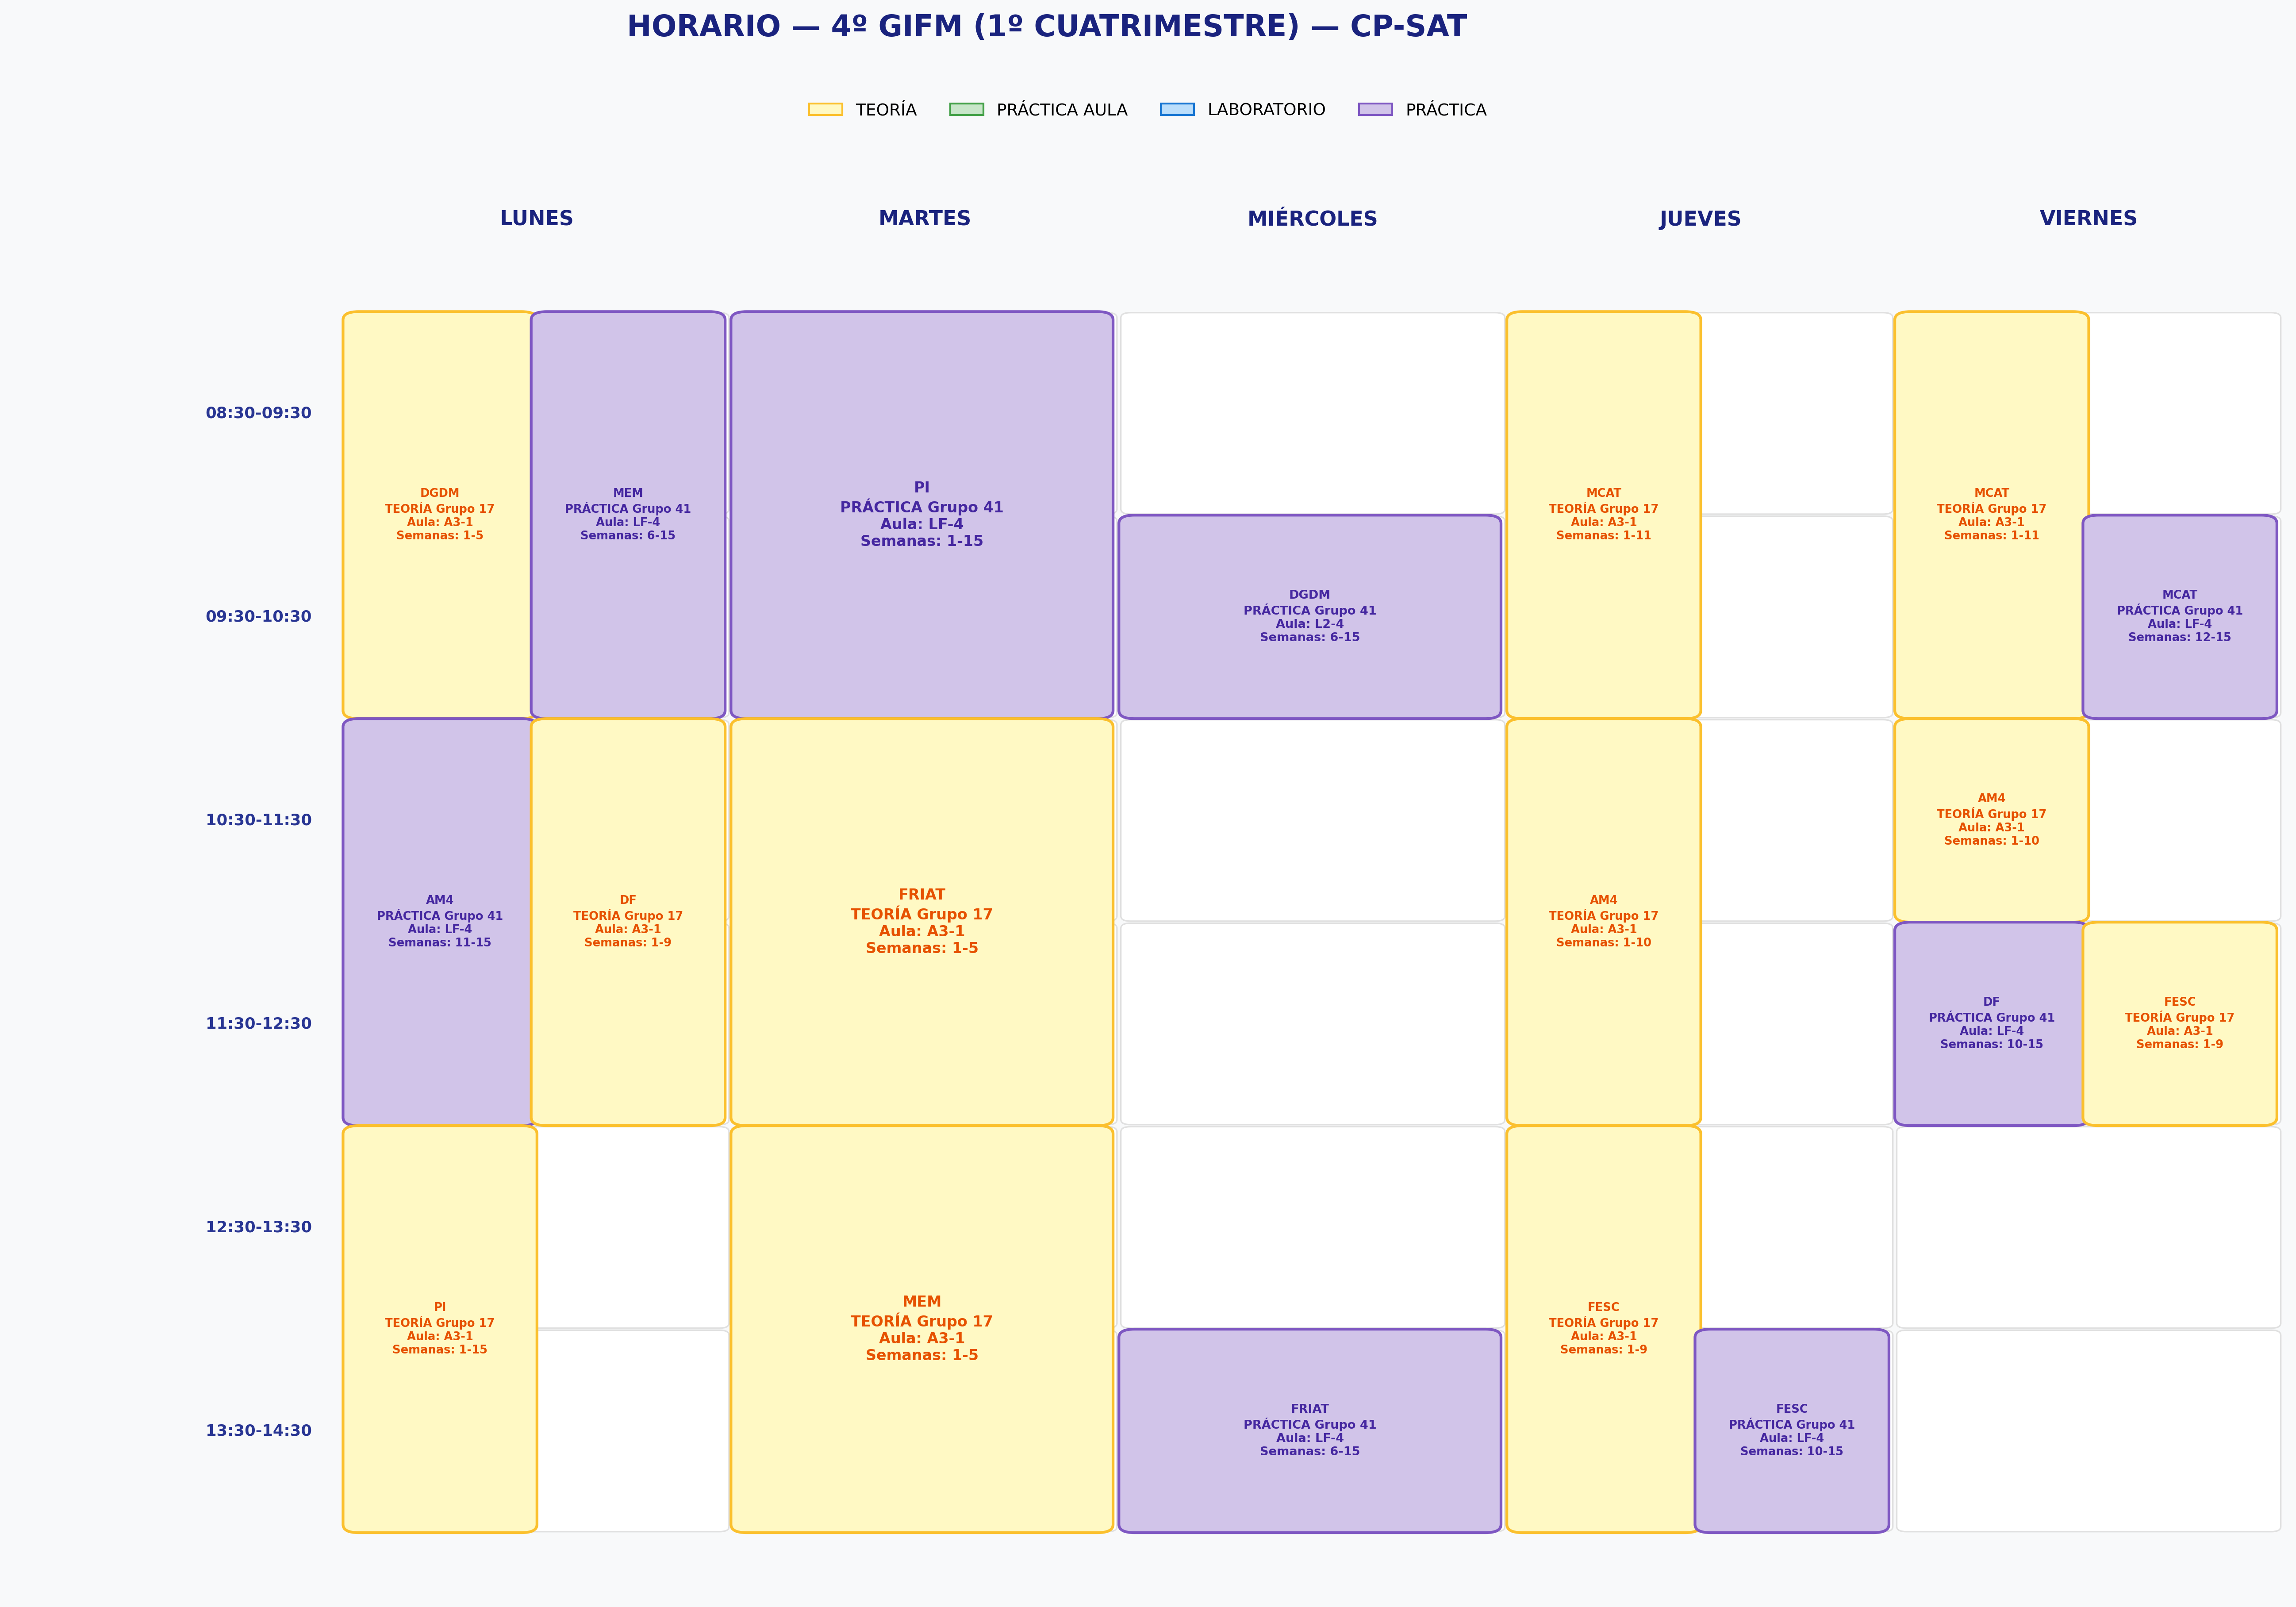 HORARIO — 4º GIFM (1º CUATRIMESTRE) — CP-SAT
TEORÍA
PRÁCTICA AULA
LABORATORIO
PRÁCTICA
LUNES
MARTES
MIÉRCOLES
JUEVES
VIERNES
08:30-09:30
DGDM
TEORÍA Grupo 17
Aula: A3-1
Semanas: 1-5
MEM
PRÁCTICA Grupo 41
Aula: LF-4
Semanas: 6-15
PI
PRÁCTICA Grupo 41
Aula: LF-4
Semanas: 1-15
MCAT
TEORÍA Grupo 17
Aula: A3-1
Semanas: 1-11
MCAT
TEORÍA Grupo 17
Aula: A3-1
Semanas: 1-11
09:30-10:30
DGDM
PRÁCTICA Grupo 41
Aula: L2-4
Semanas: 6-15
MCAT
PRÁCTICA Grupo 41
Aula: LF-4
Semanas: 12-15
10:30-11:30
AM4
TEORÍA Grupo 17
Aula: A3-1
Semanas: 1-10
AM4
PRÁCTICA Grupo 41
Aula: LF-4
Semanas: 11-15
DF
TEORÍA Grupo 17
Aula: A3-1
Semanas: 1-9
FRIAT
TEORÍA Grupo 17
Aula: A3-1
Semanas: 1-5
AM4
TEORÍA Grupo 17
Aula: A3-1
Semanas: 1-10
11:30-12:30
DF
PRÁCTICA Grupo 41
Aula: LF-4
Semanas: 10-15
FESC
TEORÍA Grupo 17
Aula: A3-1
Semanas: 1-9
12:30-13:30
PI
TEORÍA Grupo 17
Aula: A3-1
Semanas: 1-15
MEM
TEORÍA Grupo 17
Aula: A3-1
Semanas: 1-5
FESC
TEORÍA Grupo 17
Aula: A3-1
Semanas: 1-9
13:30-14:30
FRIAT
PRÁCTICA Grupo 41
Aula: LF-4
Semanas: 6-15
FESC
PRÁCTICA Grupo 41
Aula: LF-4
Semanas: 10-15